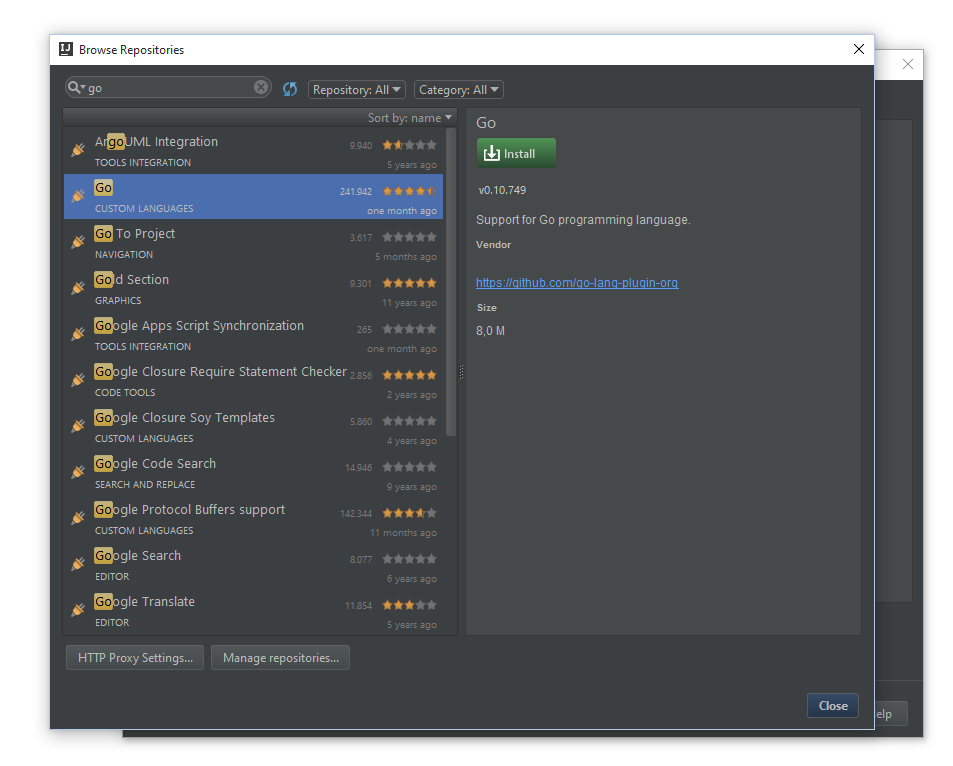 IJ Browse Repositories
go
Repository: All
Category: All
Sort by: name
ArgoUML Integration 9.940
TOOLS INTEGRATION 5 years ago
Go 241.942
CUSTOM LANGUAGES one month ago
Go To Project 3.617
NAVIGATION 5 months ago
Gold Section 9.301
GRAPHICS 11 years ago
Google Apps Script Synchronization 265
TOOLS INTEGRATION one month ago
Google Closure Require Statement Checker 2.856
CODE TOOLS 2 years ago
Google Closure Soy Templates 5.860
CUSTOM LANGUAGES 4 years ago
Google Code Search 14.946
SEARCH AND REPLACE 9 years ago
Google Protocol Buffers support 142.344
CUSTOM LANGUAGES 11 months ago
Google Search 8.077
EDITOR 6 years ago
Google Translate 11.854
EDITOR 5 years ago
Go
Install
v0.10.749
Support for Go programming language.
Vendor
https://github.com/go-lang-plugin-org
Size
8,0 M
HTTP Proxy Settings...
Manage repositories...
Close
elp